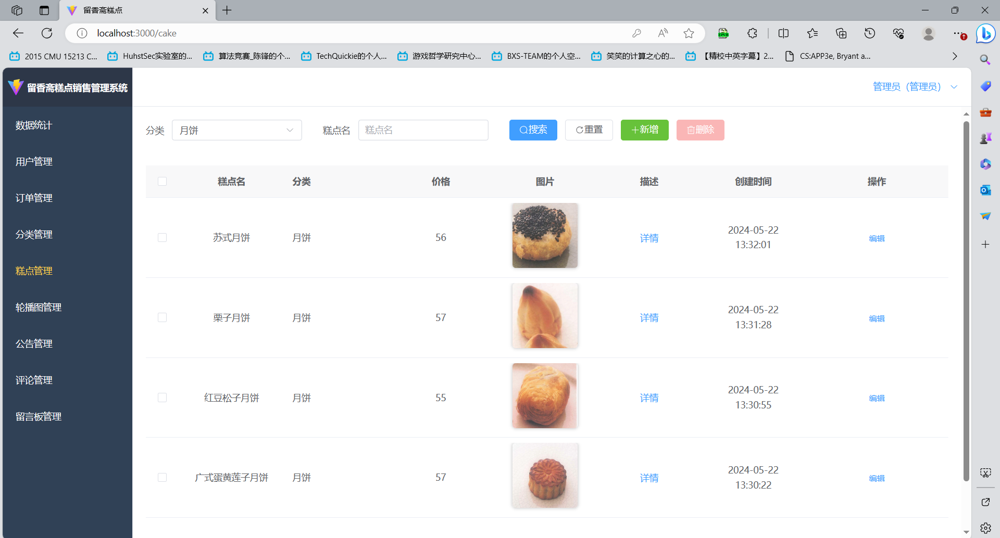 留香斋糕点
localhost:3000/cake
2015 CMU 15213 C...
HuhstSec实验室的...
算法竞赛_陈锋的个...
TechQuickie的个人...
游戏哲学研究中心...
BXS-TEAM的个人空...
笑笑的计算之心的...
【精校中英字幕】2...
CS:APP3e, Bryant a...
留香斋糕点销售管理系统
管理员（管理员）
数据统计
用户管理
订单管理
分类管理
糕点管理
轮播图管理
公告管理
评论管理
留言板管理
分类 月饼 糕点名 糕点名 搜索 重置 新增 删除
糕点名 分类 价格 图片 描述 创建时间 操作
苏式月饼 月饼 56 详情 2024-05-22 13:32:01 编辑
栗子月饼 月饼 57 详情 2024-05-22 13:31:28 编辑
红豆松子月饼 月饼 55 详情 2024-05-22 13:30:55 编辑
广式蛋黄莲子月饼 月饼 57 详情 2024-05-22 13:30:22 编辑